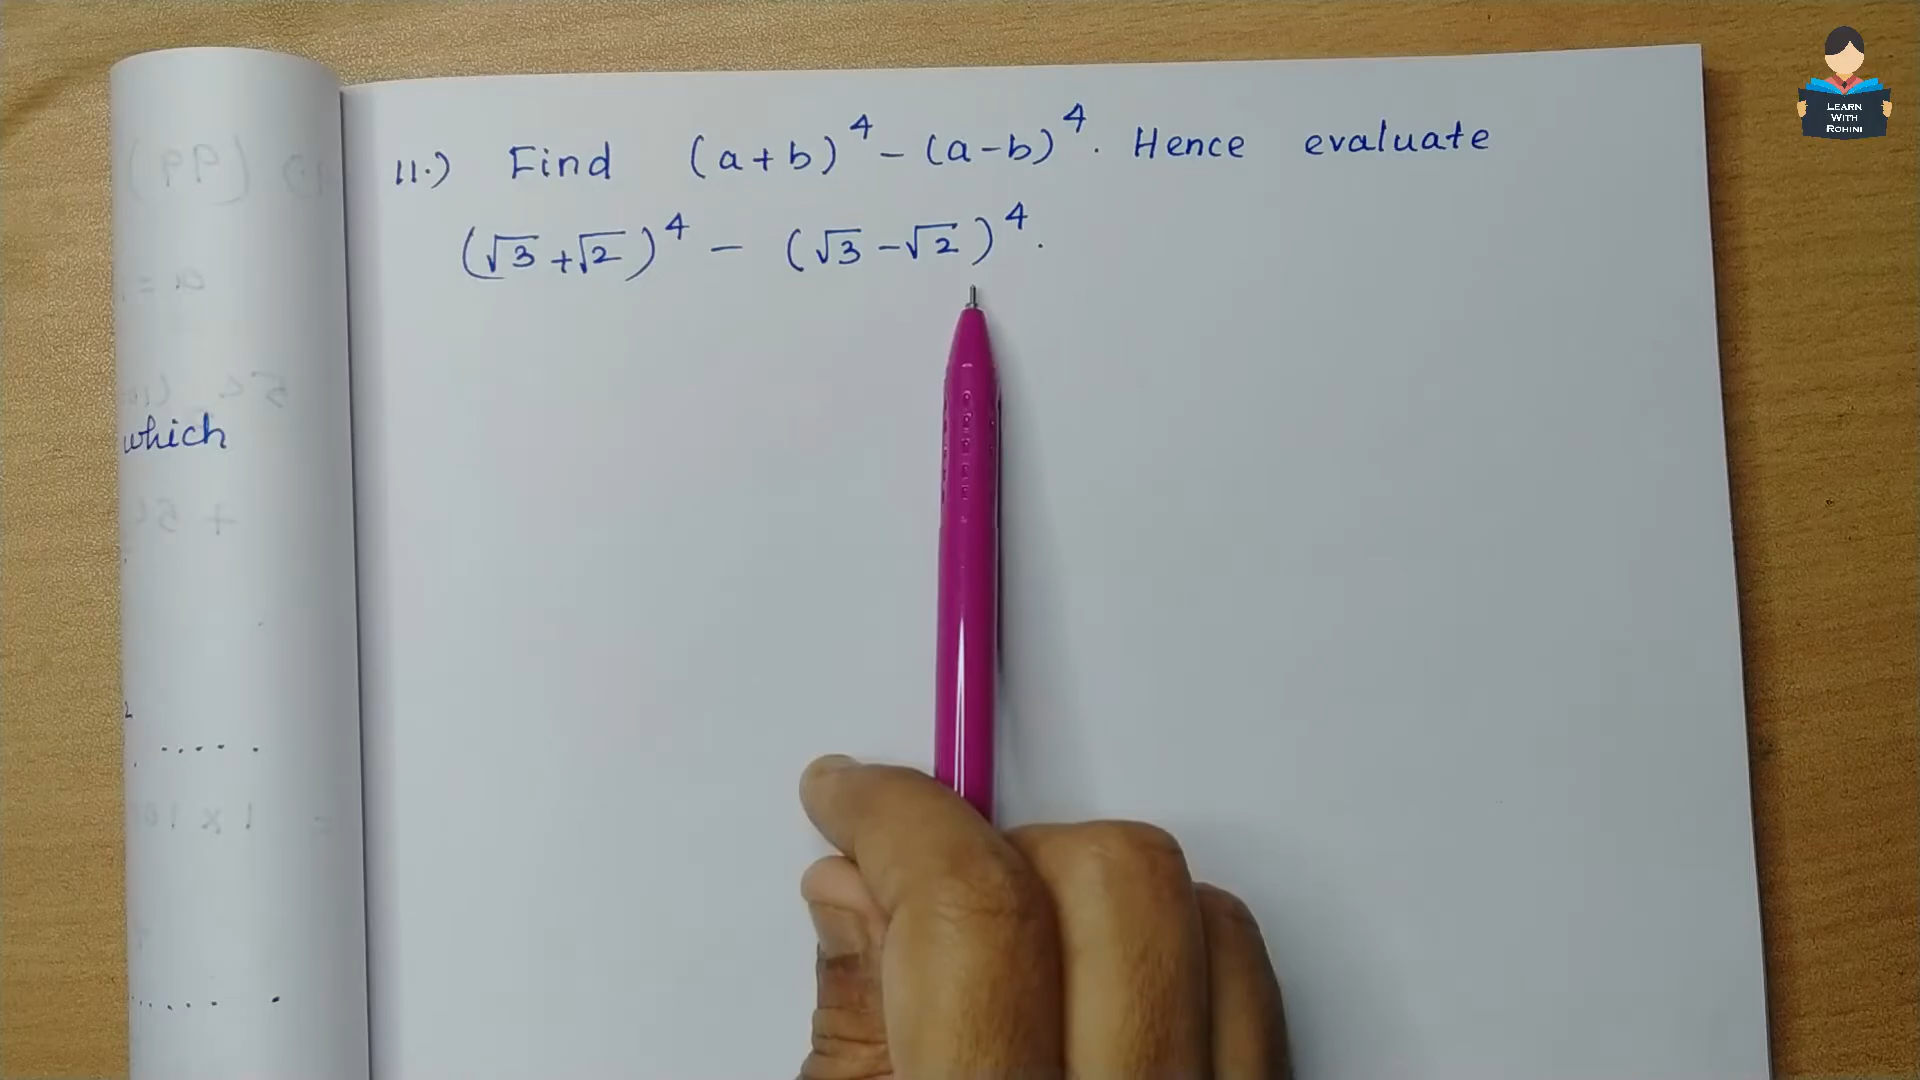 11.) Find (a+b)⁴ - (a-b)⁴. Hence evaluate
(√3+√2)⁴ - (√3-√2)⁴.
which
LEARN
WITH
ROHINI